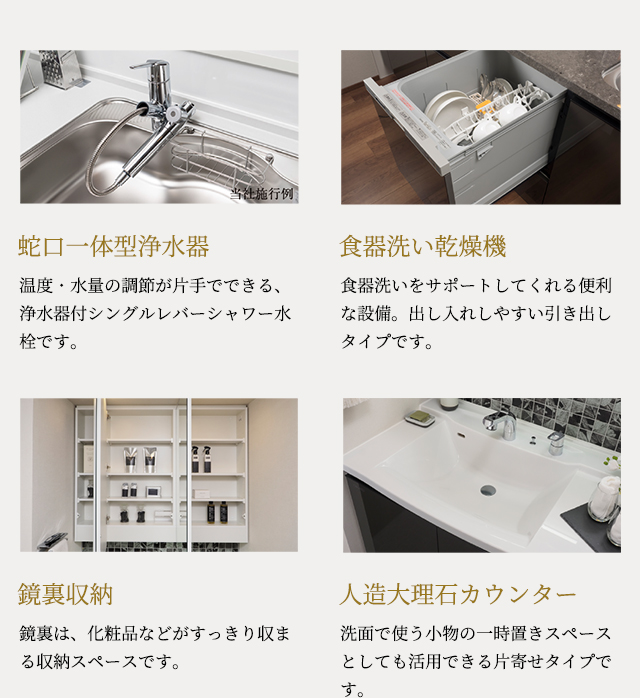 当社施行例
蛇口一体型浄水器
温度・水量の調節が片手でできる、
浄水器付シングルレバーシャワー水
栓です。
食器洗い乾燥機
食器洗いをサポートしてくれる便利
な設備。出し入れしやすい引き出し
タイプです。
鏡裏収納
鏡裏は、化粧品などがすっきり収ま
る収納スペースです。
人造大理石カウンター
洗面で使う小物の一時置きスペース
としても活用できる片寄せタイプで
す。